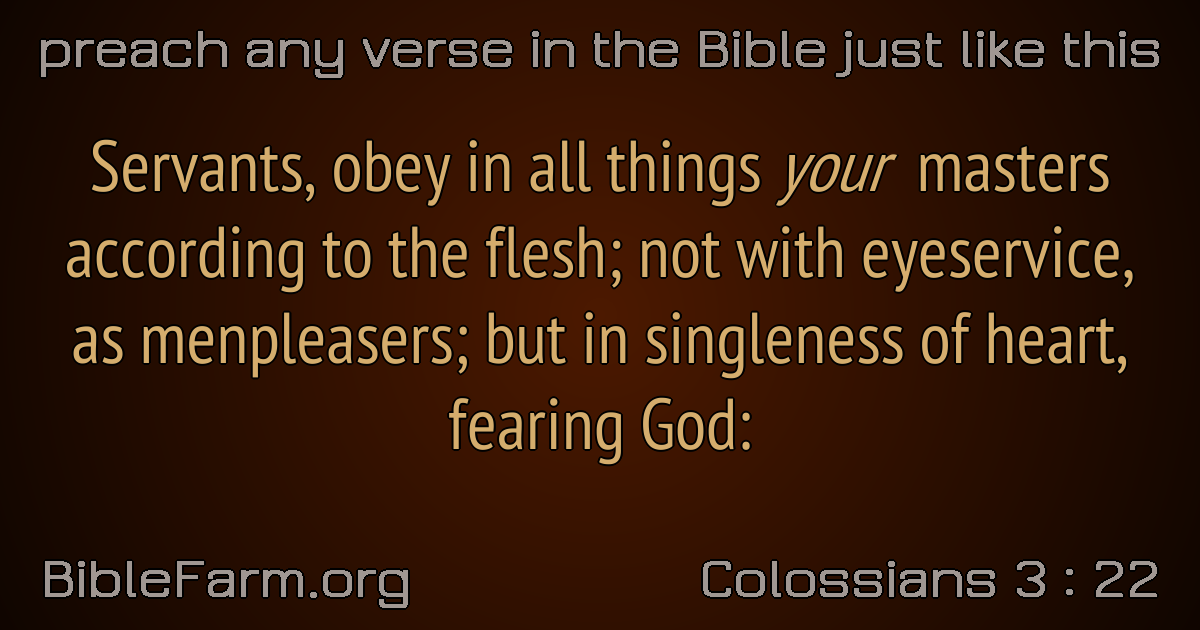 preach any verse in the Bible just like this
Servants, obey in all things your masters
according to the flesh; not with eyeservice,
as menpleasers; but in singleness of heart,
fearing God:
BibleFarm.org
Colossians 3 : 22